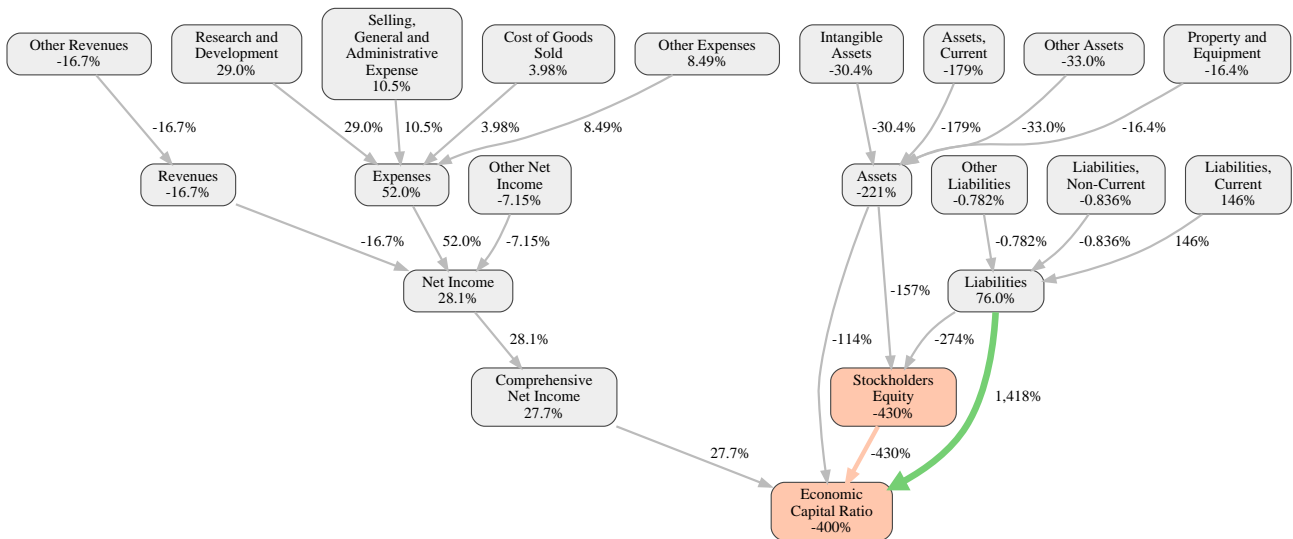 Other Revenues
-16.7%
Research and
Development
29.0%
Selling,
General and
Administrative
Expense
10.5%
Cost of Goods
Sold
3.98%
Other Expenses
8.49%
Intangible
Assets
-30.4%
Assets,
Current
-179%
Other Assets
-33.0%
Property and
Equipment
-16.4%
-16.7%
29.0%
10.5%
3.98%
8.49%
-30.4%
-179%
-33.0%
-16.4%
Revenues
-16.7%
Expenses
52.0%
Other Net
Income
-7.15%
Assets
-221%
Other
Liabilities
-0.782%
Liabilities,
Non-Current
-0.836%
Liabilities,
Current
146%
-16.7%
52.0%
-7.15%
-0.782%
-0.836%
146%
Net Income
28.1%
-157%
Liabilities
76.0%
28.1%
-114%
-274%
Comprehensive
Net Income
27.7%
Stockholders
Equity
-430%
1,418%
27.7%
-430%
Economic
Capital Ratio
-400%